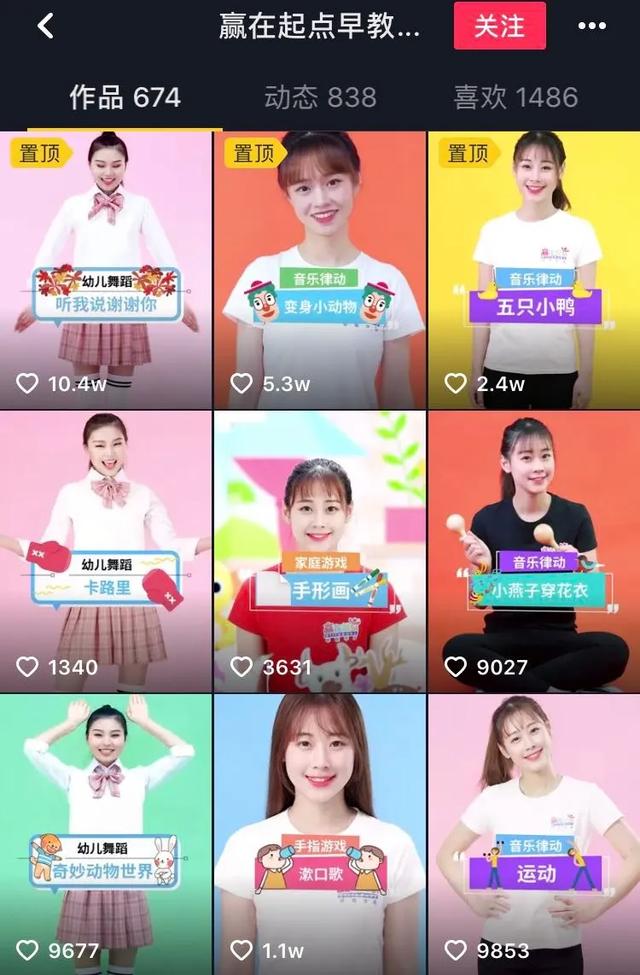 赢在起点早教...
关注
作品 674
动态 838
喜欢 1486
置顶
幼儿舞蹈
听我说谢谢你
10.4w
置顶
音乐律动
变身小动物
5.3w
置顶
音乐律动
五只小鸭
2.4w
幼儿舞蹈
卡路里
1340
家庭游戏
手形画
3631
音乐律动
小燕子穿花衣
9027
幼儿舞蹈
奇妙动物世界
9677
手指游戏
漱口歌
1.1w
音乐律动
运动
9853